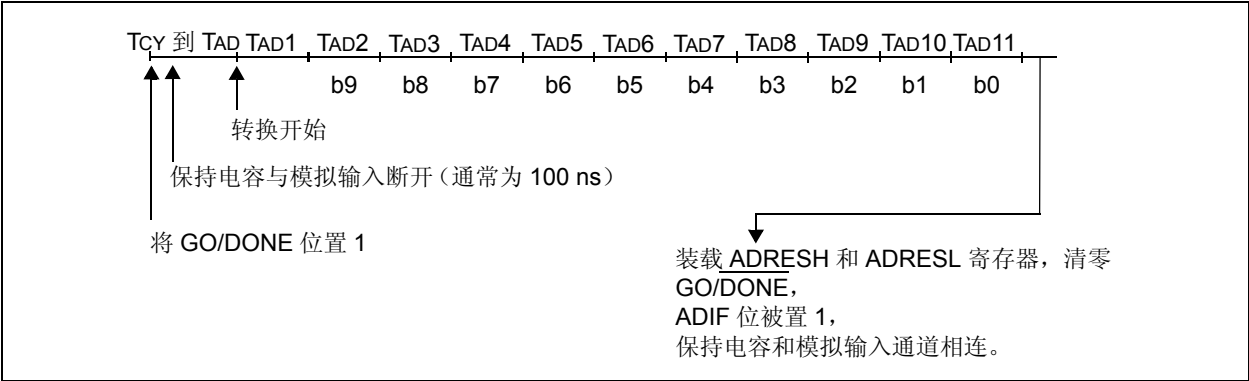 TCY 到 TAD TAD1 TAD2 TAD3 TAD4 TAD5 TAD6 TAD7 TAD8 TAD9 TAD10 TAD11
b9 b8 b7 b6 b5 b4 b3 b2 b1 b0
转换开始
保持电容与模拟输入断开（通常为 100 ns）
将 GO/DONE 位置 1
装载 ADRESH 和 ADRESL 寄存器，清零
GO/DONE，
ADIF 位被置 1，
保持电容和模拟输入通道相连。